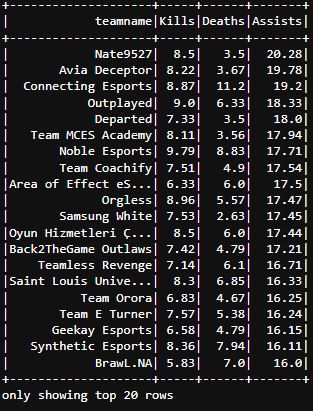 +--------------------+-----+------+-------+
|            teamname|Kills|Deaths|Assists|
+--------------------+-----+------+-------+
|            Nate9527|  8.5|   3.5|  20.28|
|       Avia Deceptor| 8.22|  3.67|  19.78|
|  Connecting Esports| 8.87|  11.2|   19.2|
|          Outplayed|  9.0|  6.33|  18.33|
|            Departed| 7.33|   3.5|   18.0|
|   Team MCES Academy| 8.11|  3.56|  17.94|
|       Noble Esports| 9.79|  8.83|  17.71|
|       Team Coachify| 7.51|   4.9|  17.54|
|Area of Effect eS...| 6.33|   6.0|   17.5|
|             Orgless| 8.96|  5.57|  17.47|
|       Samsung White| 7.53|  2.63|  17.45|
|Oyun Hizmetleri Ç...|  8.5|   6.0|  17.44|
|Back2TheGame Outlaws| 7.42|  4.79|  17.21|
|    Teamless Revenge| 7.14|   6.1|  16.71|
|Saint Louis Unive...|  8.3|  6.85|  16.33|
|          Team Orora| 6.83|  4.67|  16.25|
|       Team E Turner| 7.57|  5.38|  16.24|
|      Geekay Esports| 6.58|  4.79|  16.15|
|   Synthetic Esports| 8.36|  7.94|  16.11|
|            BrawL.NA| 5.83|   7.0|   16.0|
+--------------------+-----+------+-------+
only showing top 20 rows